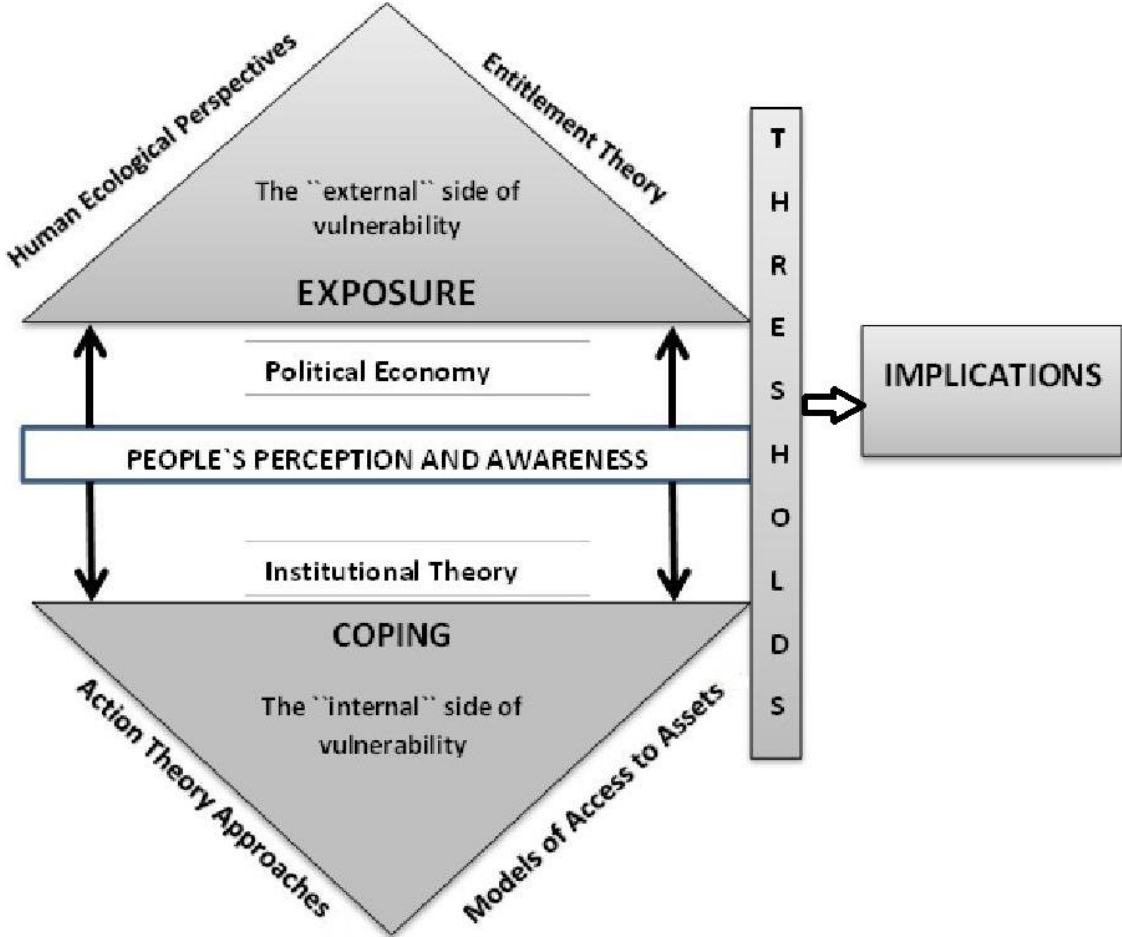 Human Ecological Perspectives
Entitlement Theory
The ``external`` side of
vulnerability
EXPOSURE
Political Economy
PEOPLE`S PERCEPTION AND AWARENESS
Institutional Theory
COPING
The ``internal`` side of
vulnerability
Action Theory Approaches
Models of Access to Assets
T
H
R
E
S
H
O
L
D
S
IMPLICATIONS